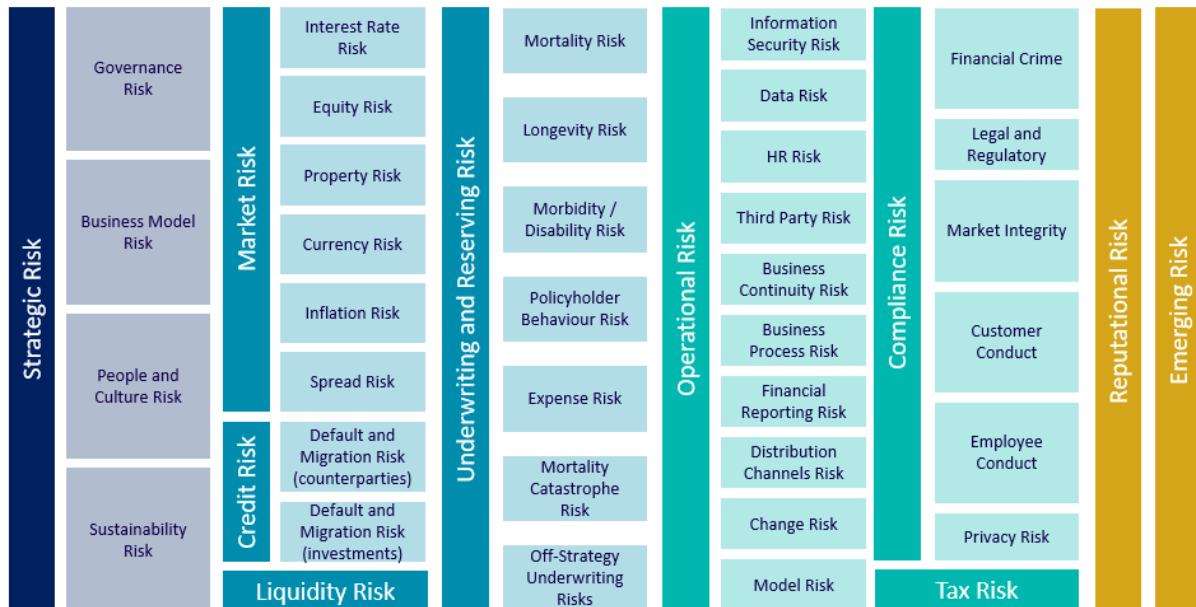 Strategic Risk
Governance
Risk
Business Model
Risk
People and
Culture Risk
Sustainability
Risk
Market Risk
Interest Rate
Risk
Equity Risk
Property Risk
Currency Risk
Inflation Risk
Spread Risk
Credit Risk
Default and
Migration Risk
(counterparties)
Default and
Migration Risk
(investments)
Liquidity Risk
Underwriting and Reserving Risk
Mortality Risk
Longevity Risk
Morbidity /
Disability Risk
Policyholder
Behaviour Risk
Expense Risk
Mortality
Catastrophe
Risk
Off-Strategy
Underwriting
Risks
Operational Risk
Information
Security Risk
Data Risk
HR Risk
Third Party Risk
Business
Continuity Risk
Business
Process Risk
Financial
Reporting Risk
Distribution
Channels Risk
Change Risk
Model Risk
Compliance Risk
Financial Crime
Legal and
Regulatory
Market Integrity
Customer
Conduct
Employee
Conduct
Privacy Risk
Tax Risk
Reputational Risk
Emerging Risk